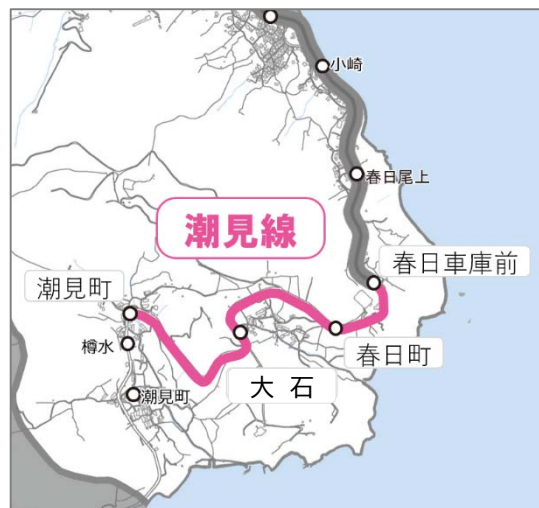 小崎
春日尾上
潮見線
春日車庫前
潮見町
樽水
春日町
大石
潮見町